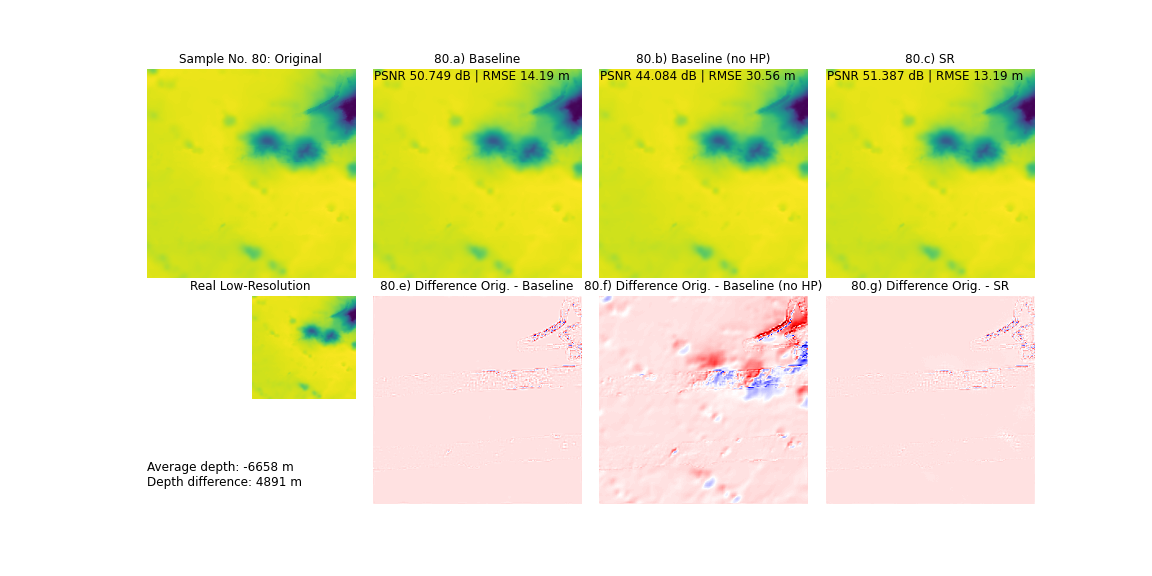 Sample No. 80: Original
80.a) Baseline
80.b) Baseline (no HP)
80.c) SR
PSNR 50.749 dB | RMSE 14.19 m
PSNR 44.084 dB | RMSE 30.56 m
PSNR 51.387 dB | RMSE 13.19 m
Real Low-Resolution
80.e) Difference Orig. - Baseline
80.f) Difference Orig. - Baseline (no HP)
80.g) Difference Orig. - SR
Average depth: -6658 m
Depth difference: 4891 m